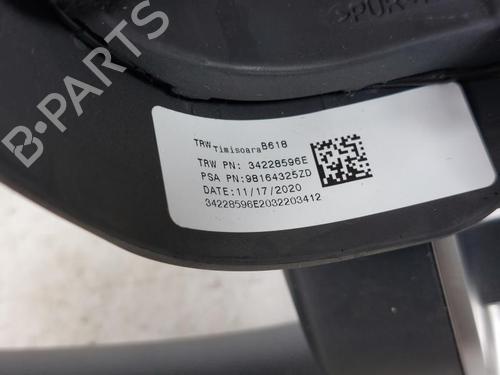 TRW Timisoara B618
TRW PN: 34228596E
PSA PN:98164325ZD
DATE:11/17/2020
34228596E2032203412
B-PARTS